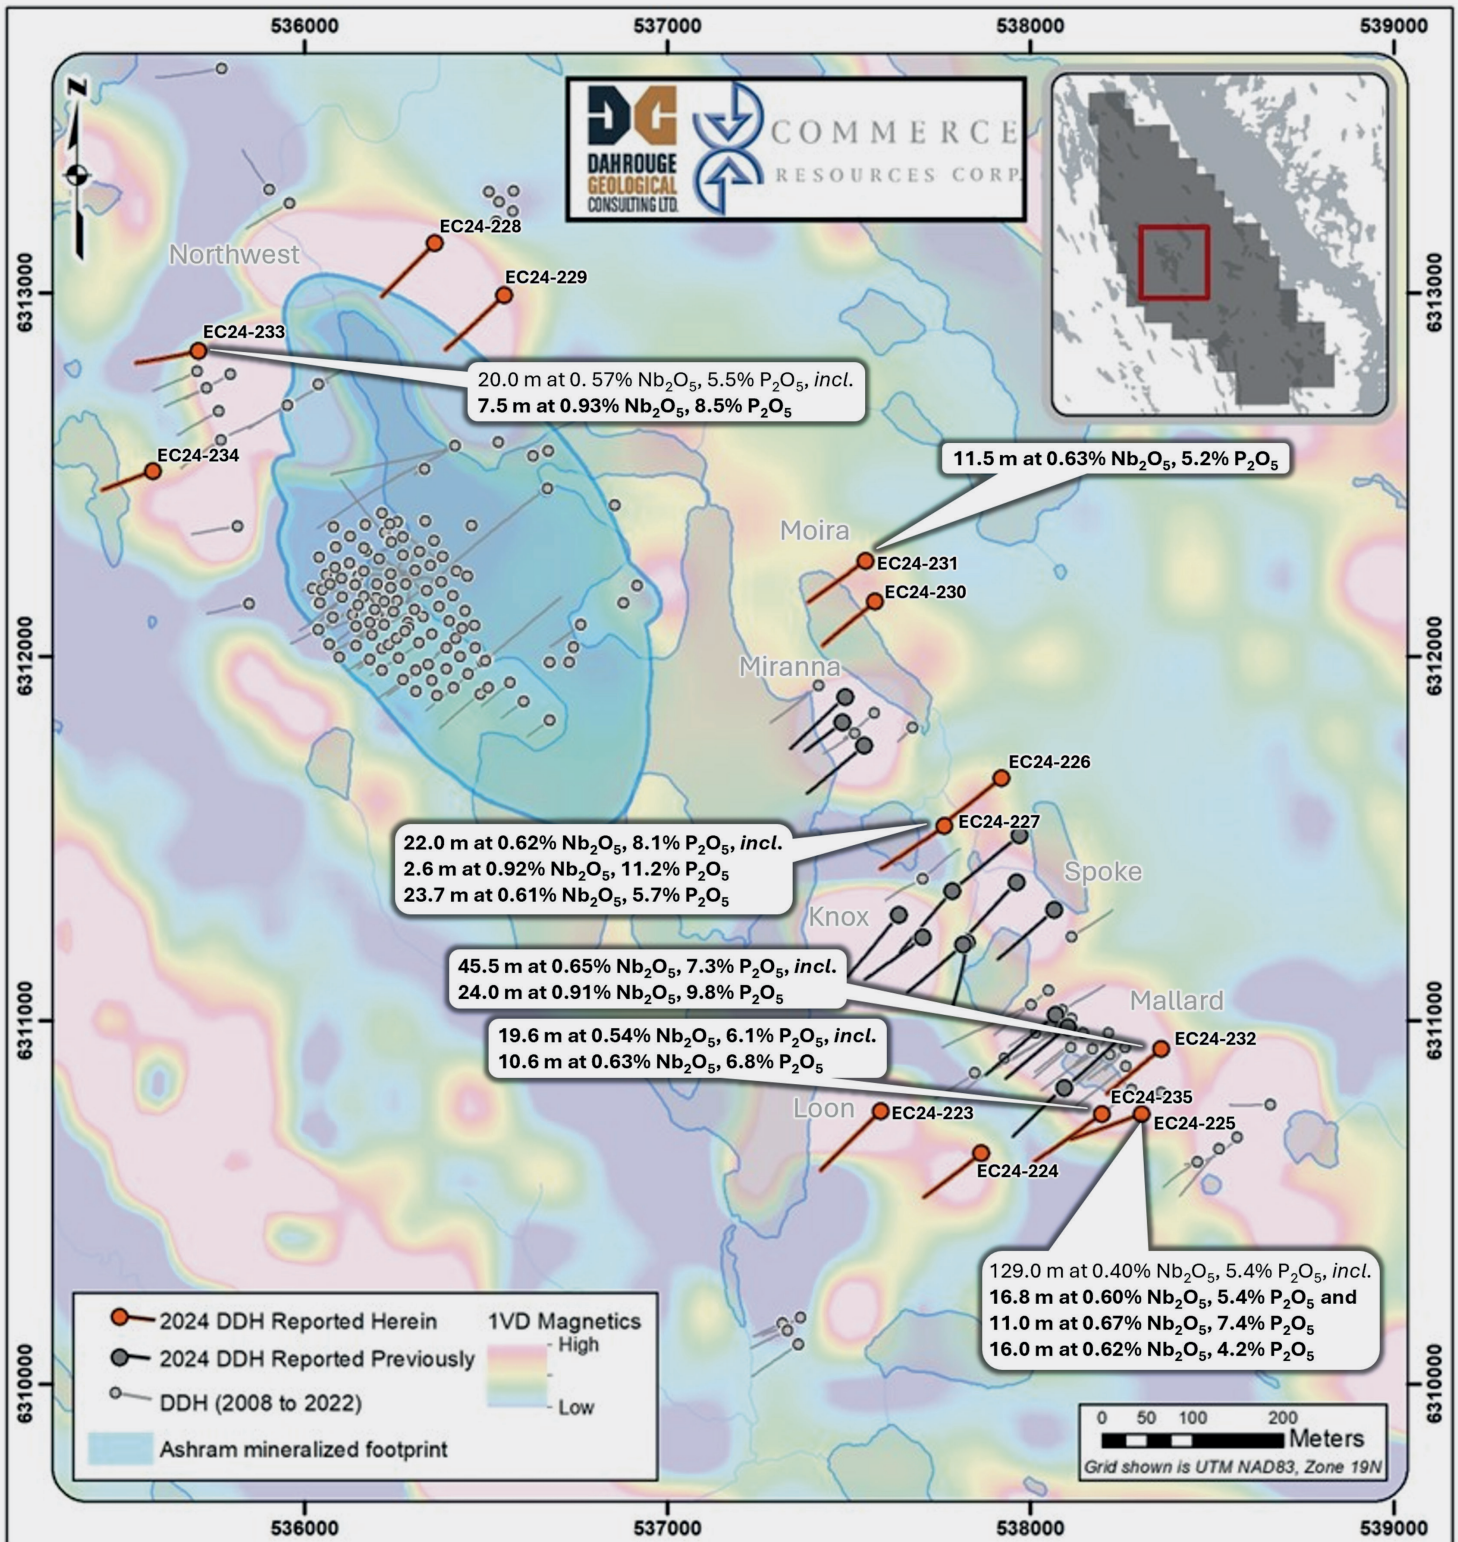 536000 537000 538000 539000
N
DAHROUGE
GEOLOGICAL
CONSULTING LTD.
COMMERCE
RESOURCES CORP.
EC24-228
Northwest
EC24-229
6313000
6313000
EC24-233
20.0 m at 0. 57% Nb₂O₅, 5.5% P₂O₅, incl.
7.5 m at 0.93% Nb₂O₅, 8.5% P₂O₅
EC24-234
11.5 m at 0.63% Nb₂O₅, 5.2% P₂O₅
Moira
EC24-231
EC24-230
6312000
6312000
Miranna
EC24-226
EC24-227
22.0 m at 0.62% Nb₂O₅, 8.1% P₂O₅, incl.
2.6 m at 0.92% Nb₂O₅, 11.2% P₂O₅
23.7 m at 0.61% Nb₂O₅, 5.7% P₂O₅
Spoke
Knox
45.5 m at 0.65% Nb₂O₅, 7.3% P₂O₅, incl.
24.0 m at 0.91% Nb₂O₅, 9.8% P₂O₅
Mallard
6311000
6311000
19.6 m at 0.54% Nb₂O₅, 6.1% P₂O₅, incl.
10.6 m at 0.63% Nb₂O₅, 6.8% P₂O₅
EC24-232
EC24-235
Loon
EC24-223
EC24-225
EC24-224
129.0 m at 0.40% Nb₂O₅, 5.4% P₂O₅, incl.
16.8 m at 0.60% Nb₂O₅, 5.4% P₂O₅ and
11.0 m at 0.67% Nb₂O₅, 7.4% P₂O₅
16.0 m at 0.62% Nb₂O₅, 4.2% P₂O₅
2024 DDH Reported Herein
2024 DDH Reported Previously
DDH (2008 to 2022)
Ashram mineralized footprint
1VD Magnetics
High
Low
6310000
6310000
0 50 100 200
Meters
Grid shown is UTM NAD83, Zone 19N
536000 537000 538000 539000